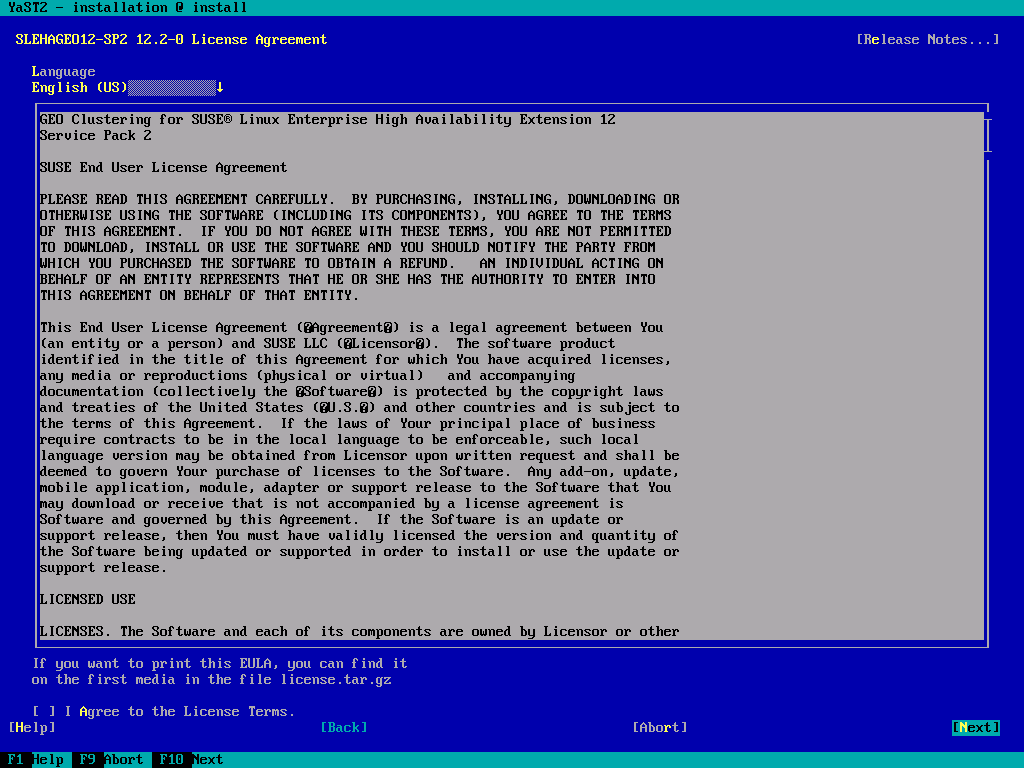 YaST2 - installation @ install
SLEHAGEO12-SP2 12.2-0 License Agreement [Release Notes...]
Language
English (US)↓
GEO Clustering for SUSE® Linux Enterprise High Availability Extension 12
Service Pack 2
SUSE End User License Agreement
PLEASE READ THIS AGREEMENT CAREFULLY.  BY PURCHASING, INSTALLING, DOWNLOADING OR
OTHERWISE USING THE SOFTWARE (INCLUDING ITS COMPONENTS), YOU AGREE TO THE TERMS
OF THIS AGREEMENT.  IF YOU DO NOT AGREE WITH THESE TERMS, YOU ARE NOT PERMITTED
TO DOWNLOAD, INSTALL OR USE THE SOFTWARE AND YOU SHOULD NOTIFY THE PARTY FROM
WHICH YOU PURCHASED THE SOFTWARE TO OBTAIN A REFUND.   AN INDIVIDUAL ACTING ON
BEHALF OF AN ENTITY REPRESENTS THAT HE OR SHE HAS THE AUTHORITY TO ENTER INTO
THIS AGREEMENT ON BEHALF OF THAT ENTITY.
This End User License Agreement (�Agreement�) is a legal agreement between You
(an entity or a person) and SUSE LLC (�Licensor�).  The software product
identified in the title of this Agreement for which You have acquired licenses,
any media or reproductions (physical or virtual)   and accompanying
documentation (collectively the �Software�) is protected by the copyright laws
and treaties of the United States (�U.S.�) and other countries and is subject to
the terms of this Agreement.  If the laws of Your principal place of business
require contracts to be in the local language to be enforceable, such local
language version may be obtained from Licensor upon written request and shall be
deemed to govern Your purchase of licenses to the Software.  Any add-on, update,
mobile application, module, adapter or support release to the Software that You
may download or receive that is not accompanied by a license agreement is
Software and governed by this Agreement.  If the Software is an update or
support release, then You must have validly licensed the version and quantity of
the Software being updated or supported in order to install or use the update or
support release.
LICENSED USE
LICENSES. The Software and each of its components are owned by Licensor or other
If you want to print this EULA, you can find it
on the first media in the file license.tar.gz
[ ] I Agree to the License Terms.
[Help] [Back] [Abort] [Next]
F1 Help F9 Abort F10 Next